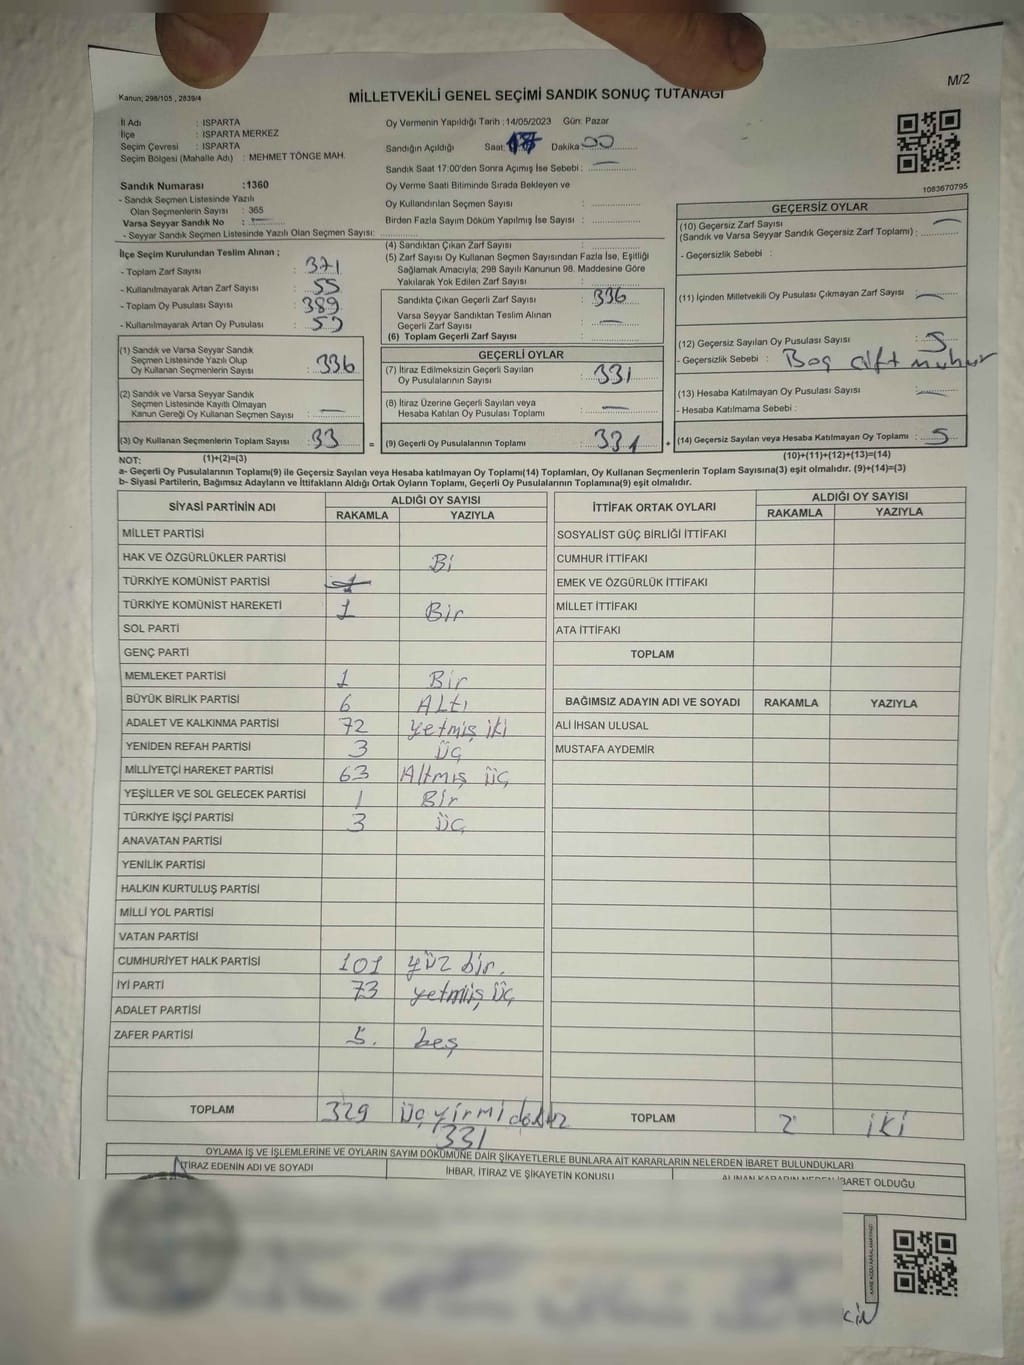 M/2
Kanun; 298/105 , 2839/4
MİLLETVEKİLİ GENEL SEÇİMİ SANDIK SONUÇ TUTANAĞI
İl Adı : ISPARTA
İlçe : ISPARTA MERKEZ
Seçim Çevresi : ISPARTA
Seçim Bölgesi (Mahalle Adı) : MEHMET TÖNGE MAH.
Oy Vermenin Yapıldığı Tarih :14/05/2023 Gün: Pazar
Sandığın Açıldığı Saat: Dakika 00
Sandık Saat 17:00'den Sonra Açımış İse Sebebi :
Sandık Numarası :1360
- Sandık Seçmen Listesinde Yazılı
Olan Seçmenlerin Sayısı : 365
Varsa Seyyar Sandık No :
- Seyyar Sandık Seçmen Listesinde Yazılı Olan Seçmen Sayısı:
Oy Verme Saati Bitiminde Sırada Bekleyen ve
Oy Kullandırılan Seçmen Sayısı :
Birden Fazla Sayım Döküm Yapılmış İse Sayısı :
1083670795
İlçe Seçim Kurulundan Teslim Alınan ;
- Toplam Zarf Sayısı : 371
- Kullanılmayarak Artan Zarf Sayısı : 55
- Toplam Oy Pusulası Sayısı : 389
- Kullanılmayarak Artan Oy Pusulası :
(1) Sandık ve Varsa Seyyar Sandık
Seçmen Listesinde Yazılı Olup
Oy Kullanan Seçmenlerin Sayısı : 336
(2) Sandık ve Varsa Seyyar Sandık
Seçmen Listesinde Kayıtlı Olmayan
Kanun Gereği Oy Kullanan Seçmen Sayısı : —
(3) Oy Kullanan Seçmenlerin Toplam Sayısı : 33 =
NOT: (1)+(2)=(3)
(4) Sandıktan Çıkan Zarf Sayısı :
(5) Zarf Sayısı Oy Kullanan Seçmen Sayısından Fazla İse, Eşitliği
Sağlamak Amacıyla; 298 Sayılı Kanunun 98. Maddesine Göre
Yakılarak Yok Edilen Zarf Sayısı :
Sandıkta Çıkan Geçerli Zarf Sayısı : 336
Varsa Seyyar Sandıktan Teslim Alınan
Geçerli Zarf Sayısı : —
(6) Toplam Geçerli Zarf Sayısı :
GEÇERLİ OYLAR
(7) İtiraz Edilmeksizin Geçerli Sayılan
Oy Pusulalarının Sayısı : 331
(8) İtiraz Üzerine Geçerli Sayılan veya
Hesaba Katılan Oy Pusulası Toplamı : —
(9) Geçerli Oy Pusulalarının Toplamı : 331 +
GEÇERSİZ OYLAR
(10) Geçersiz Zarf Sayısı —
(Sandık ve Varsa Seyyar Sandık Geçersiz Zarf Toplamı) :
- Geçersizlik Sebebi :
(11) İçinden Milletvekili Oy Pusulası Çıkmayan Zarf Sayısı : —
(12) Geçersiz Sayılan Oy Pusulası Sayısı : 5
- Geçersizlik Sebebi : Boş çift mühür
(13) Hesaba Katılmayan Oy Pusulası Sayısı : —
- Hesaba Katılmama Sebebi :
(14) Geçersiz Sayılan veya Hesaba Katılmayan Oy Toplamı : 5
(10)+(11)+(12)+(13)=(14)
a- Geçerli Oy Pusulalarının Toplamı(9) ile Geçersiz Sayılan veya Hesaba katılmayan Oy Toplamı(14) Toplamları, Oy Kullanan Seçmenlerin Toplam Sayısına(3) eşit olmalıdır. (9)+(14)=(3)
b- Siyasi Partilerin, Bağımsız Adayların ve İttifakların Aldığı Ortak Oyların Toplamı, Geçerli Oy Pusulalarının Toplamına(9) eşit olmalıdır.
SİYASİ PARTİNİN ADI ALDIĞI OY SAYISI
RAKAMLA YAZIYLA
MİLLET PARTİSİ
HAK VE ÖZGÜRLÜKLER PARTİSİ Bi
TÜRKİYE KOMÜNİST PARTİSİ
TÜRKİYE KOMÜNİST HAREKETİ 1 Bir
SOL PARTİ
GENÇ PARTİ
MEMLEKET PARTİSİ 1 Bir
BÜYÜK BİRLİK PARTİSİ 6 Altı
ADALET VE KALKINMA PARTİSİ 72 yetmiş iki
YENİDEN REFAH PARTİSİ 3 üç
MİLLİYETÇİ HAREKET PARTİSİ 63 Altmış üç
YEŞİLLER VE SOL GELECEK PARTİSİ 1 Bir
TÜRKİYE İŞÇİ PARTİSİ 3 üç
ANAVATAN PARTİSİ
YENİLİK PARTİSİ
HALKIN KURTULUŞ PARTİSİ
MİLLİ YOL PARTİSİ
VATAN PARTİSİ
CUMHURİYET HALK PARTİSİ 101 yüz bir.
İYİ PARTİ 73 yetmiş üç
ADALET PARTİSİ
ZAFER PARTİSİ 5. beş
TOPLAM 329 üç yirmi dokuz
331
İTTİFAK ORTAK OYLARI ALDIĞI OY SAYISI
RAKAMLA YAZIYLA
SOSYALİST GÜÇ BİRLİĞİ İTTİFAKI
CUMHUR İTTİFAKI
EMEK VE ÖZGÜRLÜK İTTİFAKI
MİLLET İTTİFAKI
ATA İTTİFAKI
TOPLAM
BAĞIMSIZ ADAYIN ADI VE SOYADI RAKAMLA YAZIYLA
ALİ İHSAN ULUSAL
MUSTAFA AYDEMİR
TOPLAM 2 iki
OYLAMA İŞ VE İŞLEMLERİNE VE OYLARIN SAYIM DÖKÜMÜNE DAİR ŞİKAYETLERLE BUNLARA AİT KARARLARIN NELERDEN İBARET BULUNDUKLARI
İTİRAZ EDENİN ADI VE SOYADI İHBAR, İTİRAZ VE ŞİKAYETİN KONUSU ALINAN KARARIN NEDEN İBARET OLDUĞU